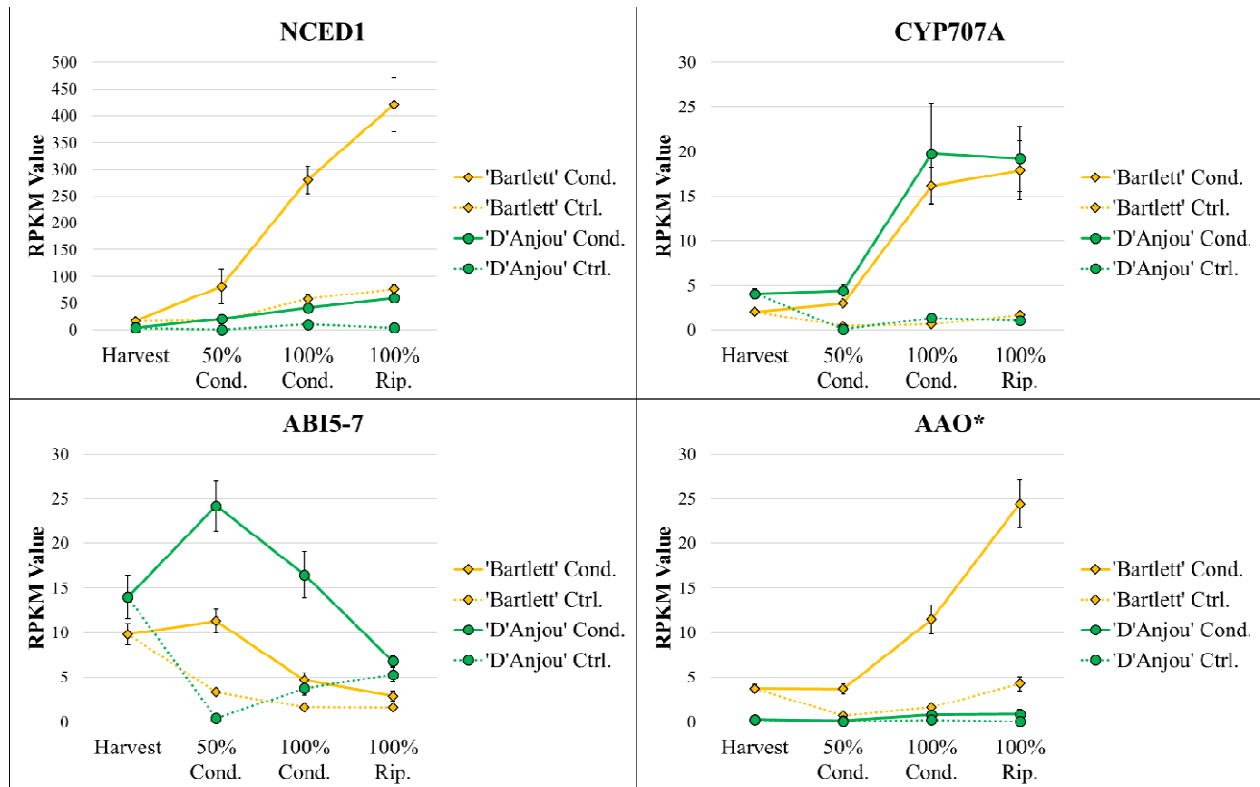 NCED1
RPKM Value
500
450
400
350
300
250
200
150
100
50
0
Harvest
50%
Cond.
100%
Cond.
100%
Rip.
'Bartlett' Cond.
'Bartlett' Ctrl.
'D'Anjou' Cond.
'D'Anjou' Ctrl.
CYP707A
RPKM Value
30
25
20
15
10
5
0
Harvest
50%
Cond.
100%
Cond.
100%
Rip.
'Bartlett' Cond.
'Bartlett' Ctrl.
'D'Anjou' Cond.
'D'Anjou' Ctrl.
ABI5-7
RPKM Value
30
25
20
15
10
5
0
Harvest
50%
Cond.
100%
Cond.
100%
Rip.
'Bartlett' Cond.
'Bartlett' Ctrl.
'D'Anjou' Cond.
'D'Anjou' Ctrl.
AAO*
RPKM Value
30
25
20
15
10
5
0
Harvest
50%
Cond.
100%
Cond.
100%
Rip.
'Bartlett' Cond.
'Bartlett' Ctrl.
'D'Anjou' Cond.
'D'Anjou' Ctrl.